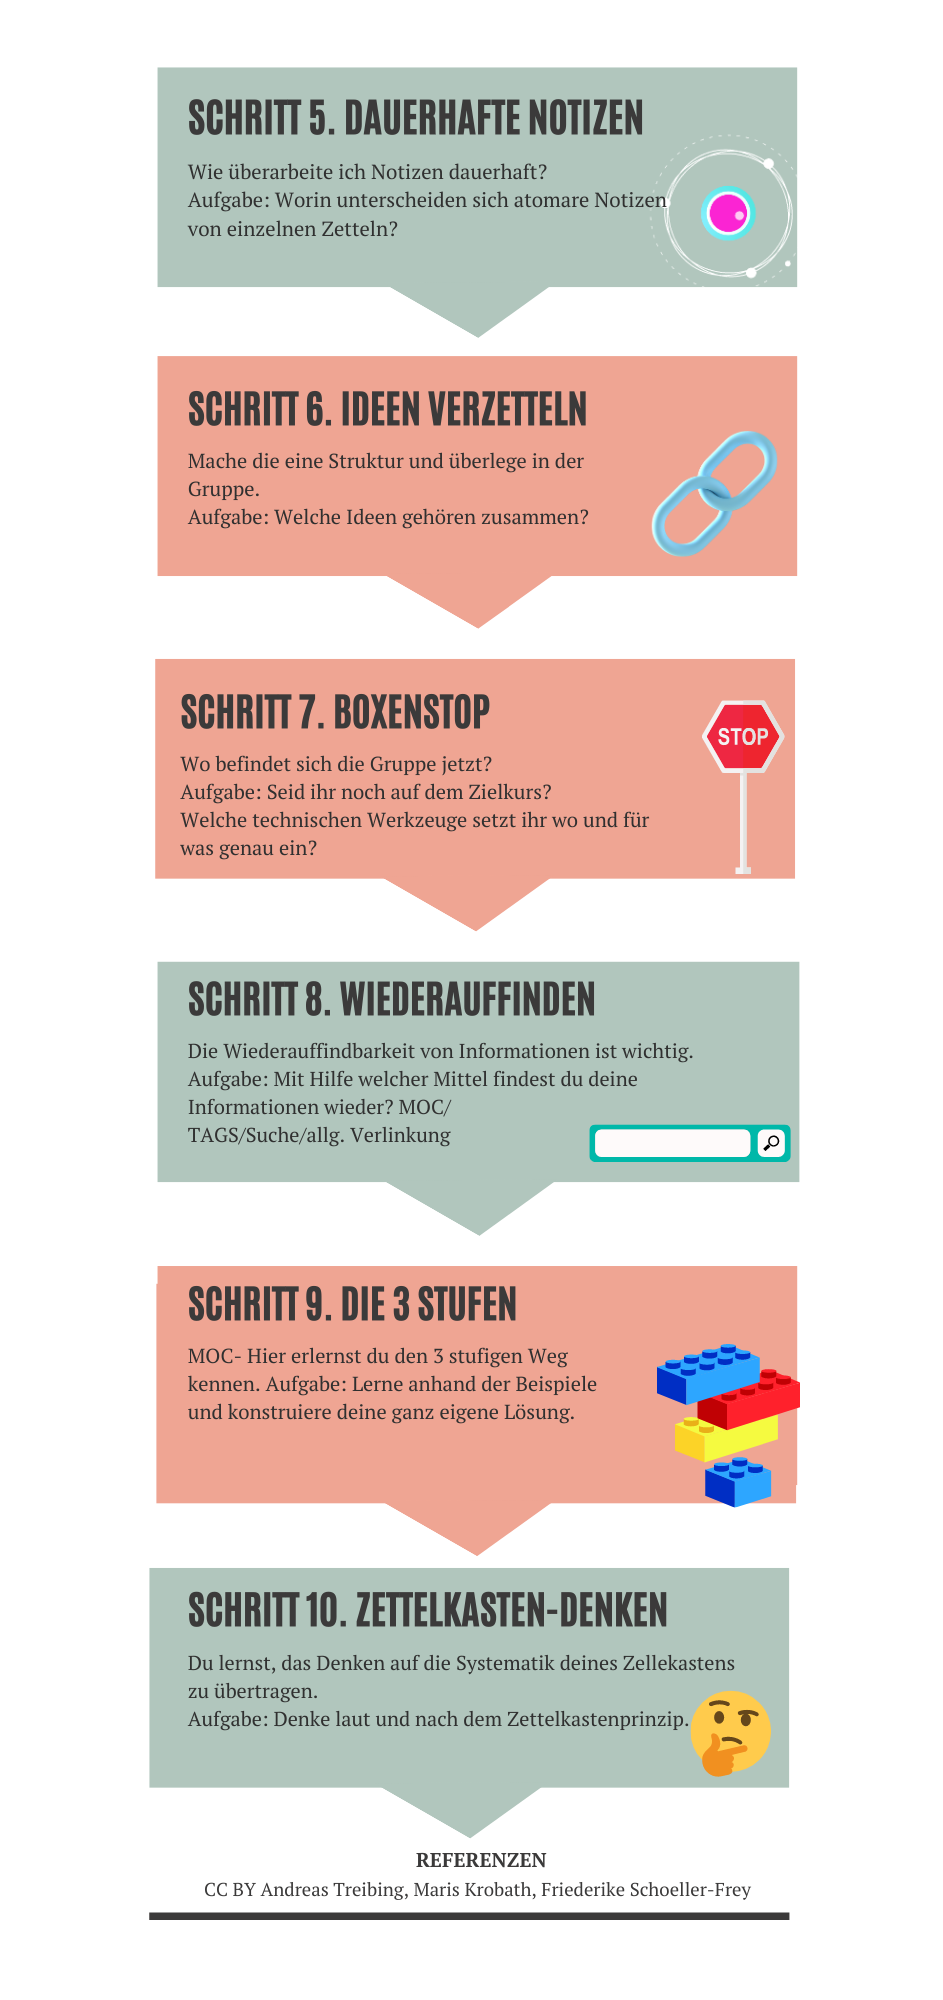 SCHRITT 5. DAUERHAFTE NOTIZEN
Wie überarbeite ich Notizen dauerhaft?
Aufgabe: Worin unterscheiden sich atomare Notizen
von einzelnen Zetteln?
SCHRITT 6. IDEEN VERZETTELN
Mache die eine Struktur und überlege in der
Gruppe.
Aufgabe: Welche Ideen gehören zusammen?
SCHRITT 7. BOXENSTOP
STOP
Wo befindet sich die Gruppe jetzt?
Aufgabe: Seid ihr noch auf dem Zielkurs?
Welche technischen Werkzeuge setzt ihr wo und für
was genau ein?
SCHRITT 8. WIEDERAUFFINDEN
Die Wiederauffindbarkeit von Informationen ist wichtig.
Aufgabe: Mit Hilfe welcher Mittel findest du deine
Informationen wieder? MOC/
TAGS/Suche/allg. Verlinkung
SCHRITT 9. DIE 3 STUFEN
MOC- Hier erlernst du den 3 stufigen Weg
kennen. Aufgabe: Lerne anhand der Beispiele
und konstruiere deine ganz eigene Lösung.
SCHRITT 10. ZETTELKASTEN-DENKEN
Du lernst, das Denken auf die Systematik deines Zellekastens
zu übertragen.
Aufgabe: Denke laut und nach dem Zettelkastenprinzip.
REFERENZEN
CC BY Andreas Treibing, Maris Krobath, Friederike Schoeller-Frey